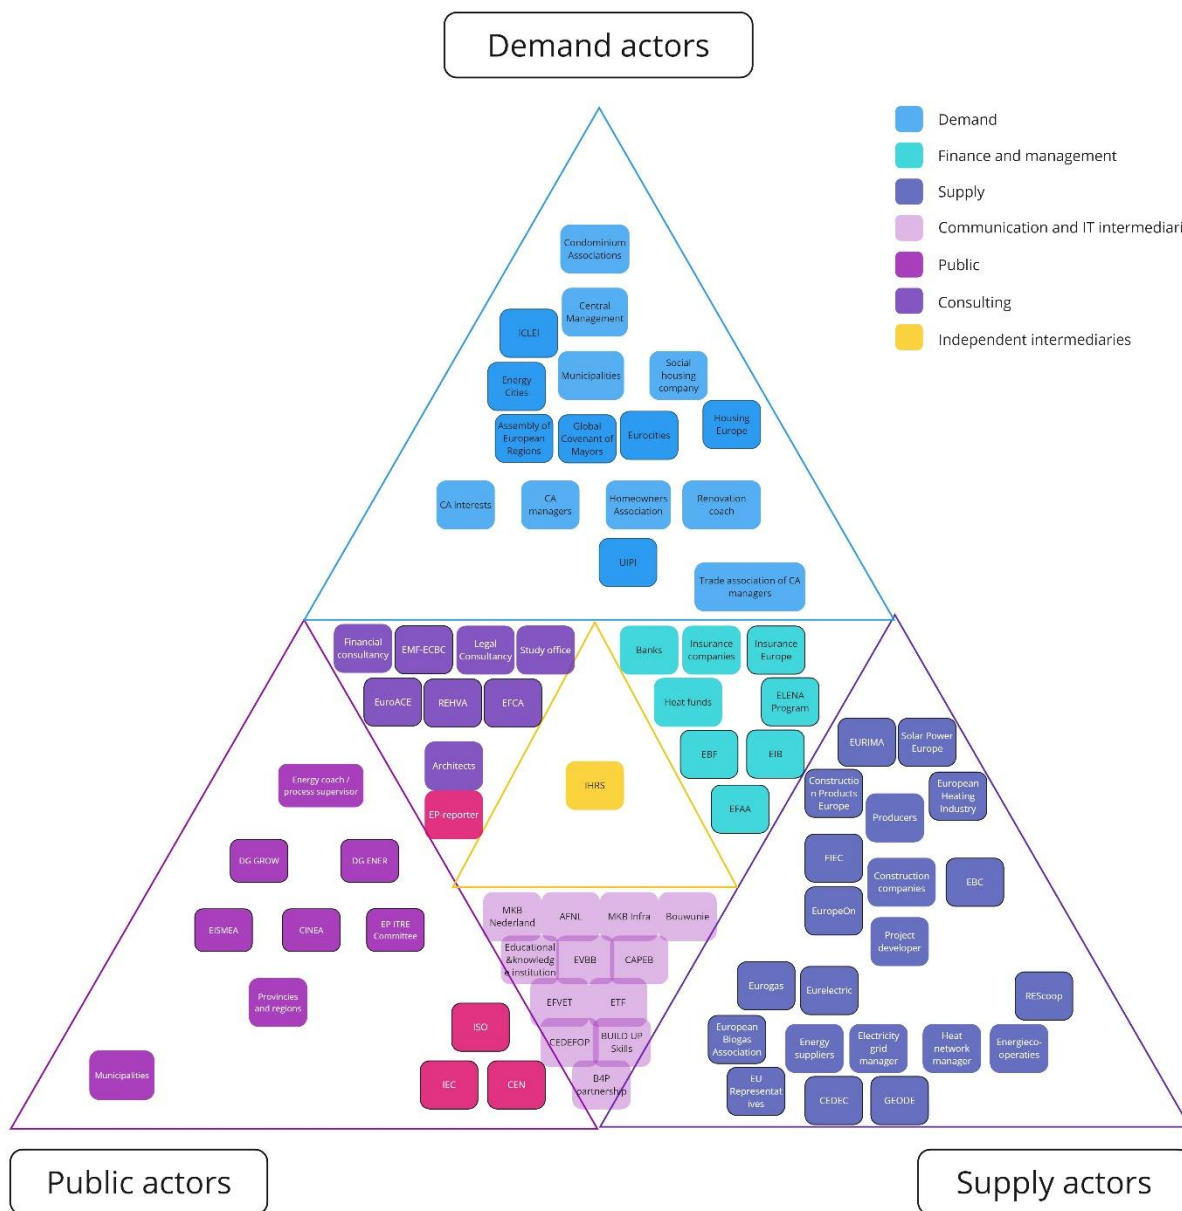 Demand actors
Demand
Finance and management
Supply
Communication and IT intermediari
Public
Consulting
Independent intermediaries
Condominium
Associations
Central
Management
ICLEI
Municipalities
Social
housing
company
Energy
Cities
Assembly of
European
Regions
Global
Covenant of
Mayors
Eurocities
Housing
Europe
CA interests
CA
managers
Homeowners
Association
Renovation
coach
UIPI
Trade association of CA
managers
Financial
consultancy
EMF-ECBC
Legal
Consultancy
Study office
EuroACE
REHVA
EFCA
Architects
EP reporter
Banks
Insurance
companies
Insurance
Europe
Heat funds
ELENA
Program
EBF
EIB
EFAA
IHRS
Energy coach /
process supervisor
DG GROW
DG ENER
EISMEA
CINEA
EP ITRE
Committee
Provincies
and regions
Municipalities
ISO
IEC
CEN
MKB
Nederland
AFNL
MKB Infra
Bouwunie
Educational
&knowledg
e institution
EVBB
CAPEB
EFVET
ETF
CEDEFOP
BUILD UP
Skills
B4P
partnership
EURIMA
Solar Power
Europe
Constructio
n Products
Europe
Producers
European
Heating
Industry
FIEC
Construction
companies
EBC
EuropeOn
Project
developer
Eurogas
Eurelectric
REScoop
European
Biogas
Association
Energy
suppliers
Electricity
grid
manager
Heat
network
manager
Energieco-
operaties
EU
Representat
ives
CEDEC
GEODE
Public actors
Supply actors